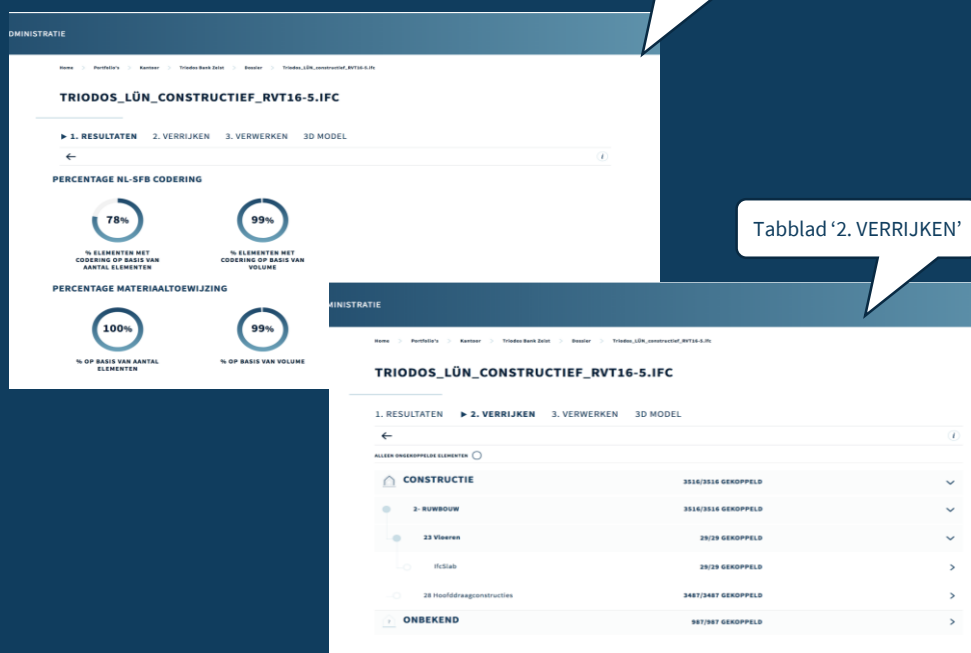 DMINISTRATIE
Home > Portfolio's > Kantoor > Triodos Bank Zeist > Dossier > Triodos_LÜN_constructief_RVT16-5.ifc
TRIODOS_LÜN_CONSTRUCTIEF_RVT16-5.IFC
▶ 1. RESULTATEN 2. VERRIJKEN 3. VERWERKEN 3D MODEL
← i
PERCENTAGE NL-SFB CODERING
78% 99%
% ELEMENTEN MET % ELEMENTEN MET
CODERING OP BASIS VAN CODERING OP BASIS VAN
AANTAL ELEMENTEN VOLUME
PERCENTAGE MATERIAALTOEWIJZING
100% 99%
% OP BASIS VAN AANTAL % OP BASIS VAN VOLUME
ELEMENTEN
Tabblad ‘2. VERRIJKEN’
MINISTRATIE
Home > Portfolio's > Kantoor > Triodos Bank Zeist > Dossier > Triodos_LÜN_constructief_RVT16-5.ifc
TRIODOS_LÜN_CONSTRUCTIEF_RVT16-5.IFC
1. RESULTATEN ▶ 2. VERRIJKEN 3. VERWERKEN 3D MODEL
← i
ALLEEN ONGEKOPPELDE ELEMENTEN
CONSTRUCTIE 3516/3516 GEKOPPELD
2- RUWBOUW 3516/3516 GEKOPPELD
23 Vloeren 29/29 GEKOPPELD
IfcSlab 29/29 GEKOPPELD
28 Hoofddraagconstructies 3487/3487 GEKOPPELD
ONBEKEND 987/987 GEKOPPELD